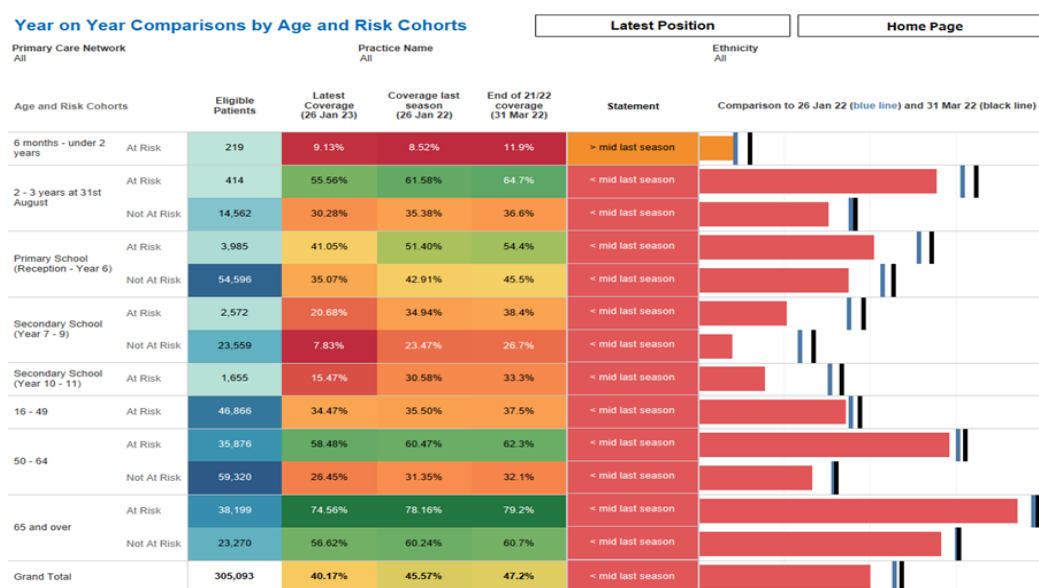 Year on Year Comparisons by Age and Risk Cohorts
Latest Position
Home Page
Primary Care Network
All
Practice Name
All
Ethnicity
All
Age and Risk Cohorts
Eligible
Patients
Latest
Coverage
(26 Jan 23)
Coverage last
season
(26 Jan 22)
End of 21/22
coverage
(31 Mar 22)
Statement
Comparison to 26 Jan 22 (blue line) and 31 Mar 22 (black line)
6 months - under 2
years
At Risk 219 9.13% 8.52% 11.9% > mid last season
2 - 3 years at 31st
August
At Risk 414 55.56% 61.58% 64.7% < mid last season
Not At Risk 14,562 30.28% 35.38% 36.6% < mid last season
Primary School
(Reception - Year 6)
At Risk 3,985 41.05% 51.40% 54.4% < mid last season
Not At Risk 54,596 35.07% 42.91% 45.5% < mid last season
Secondary School
(Year 7 - 9)
At Risk 2,572 20.68% 34.94% 38.4% < mid last season
Not At Risk 23,559 7.83% 23.47% 26.7% < mid last season
Secondary School
(Year 10 - 11)
At Risk 1,655 15.47% 30.58% 33.3% < mid last season
16 - 49 At Risk 46,866 34.47% 35.50% 37.5% < mid last season
50 - 64
At Risk 35,876 58.48% 60.47% 62.3% < mid last season
Not At Risk 59,320 26.45% 31.35% 32.1% < mid last season
65 and over
At Risk 38,199 74.56% 78.16% 79.2% < mid last season
Not At Risk 23,270 56.62% 60.24% 60.7% < mid last season
Grand Total 305,093 40.17% 45.57% 47.2% < mid last season